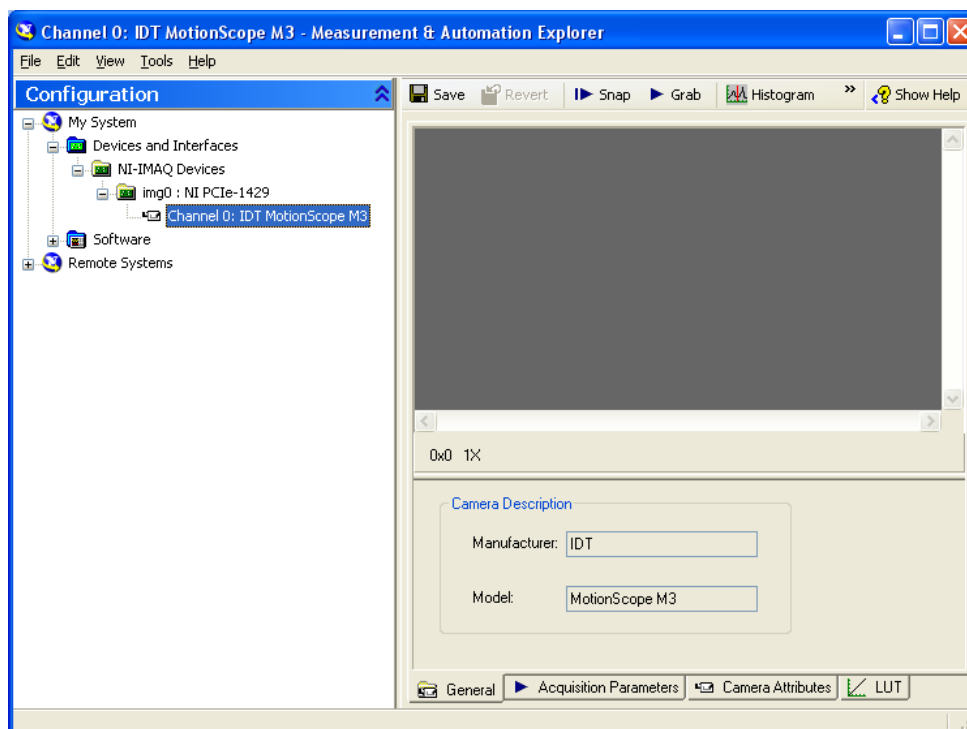 Channel 0: IDT MotionScope M3 - Measurement & Automation Explorer
File Edit View Tools Help
Configuration
Save Revert Snap Grab Histogram » Show Help
My System
Devices and Interfaces
NI-IMAQ Devices
img0 : NI PCIe-1429
Channel 0: IDT MotionScope M3
Software
Remote Systems
0x0 1X
Camera Description
Manufacturer: IDT
Model: MotionScope M3
General Acquisition Parameters Camera Attributes LUT